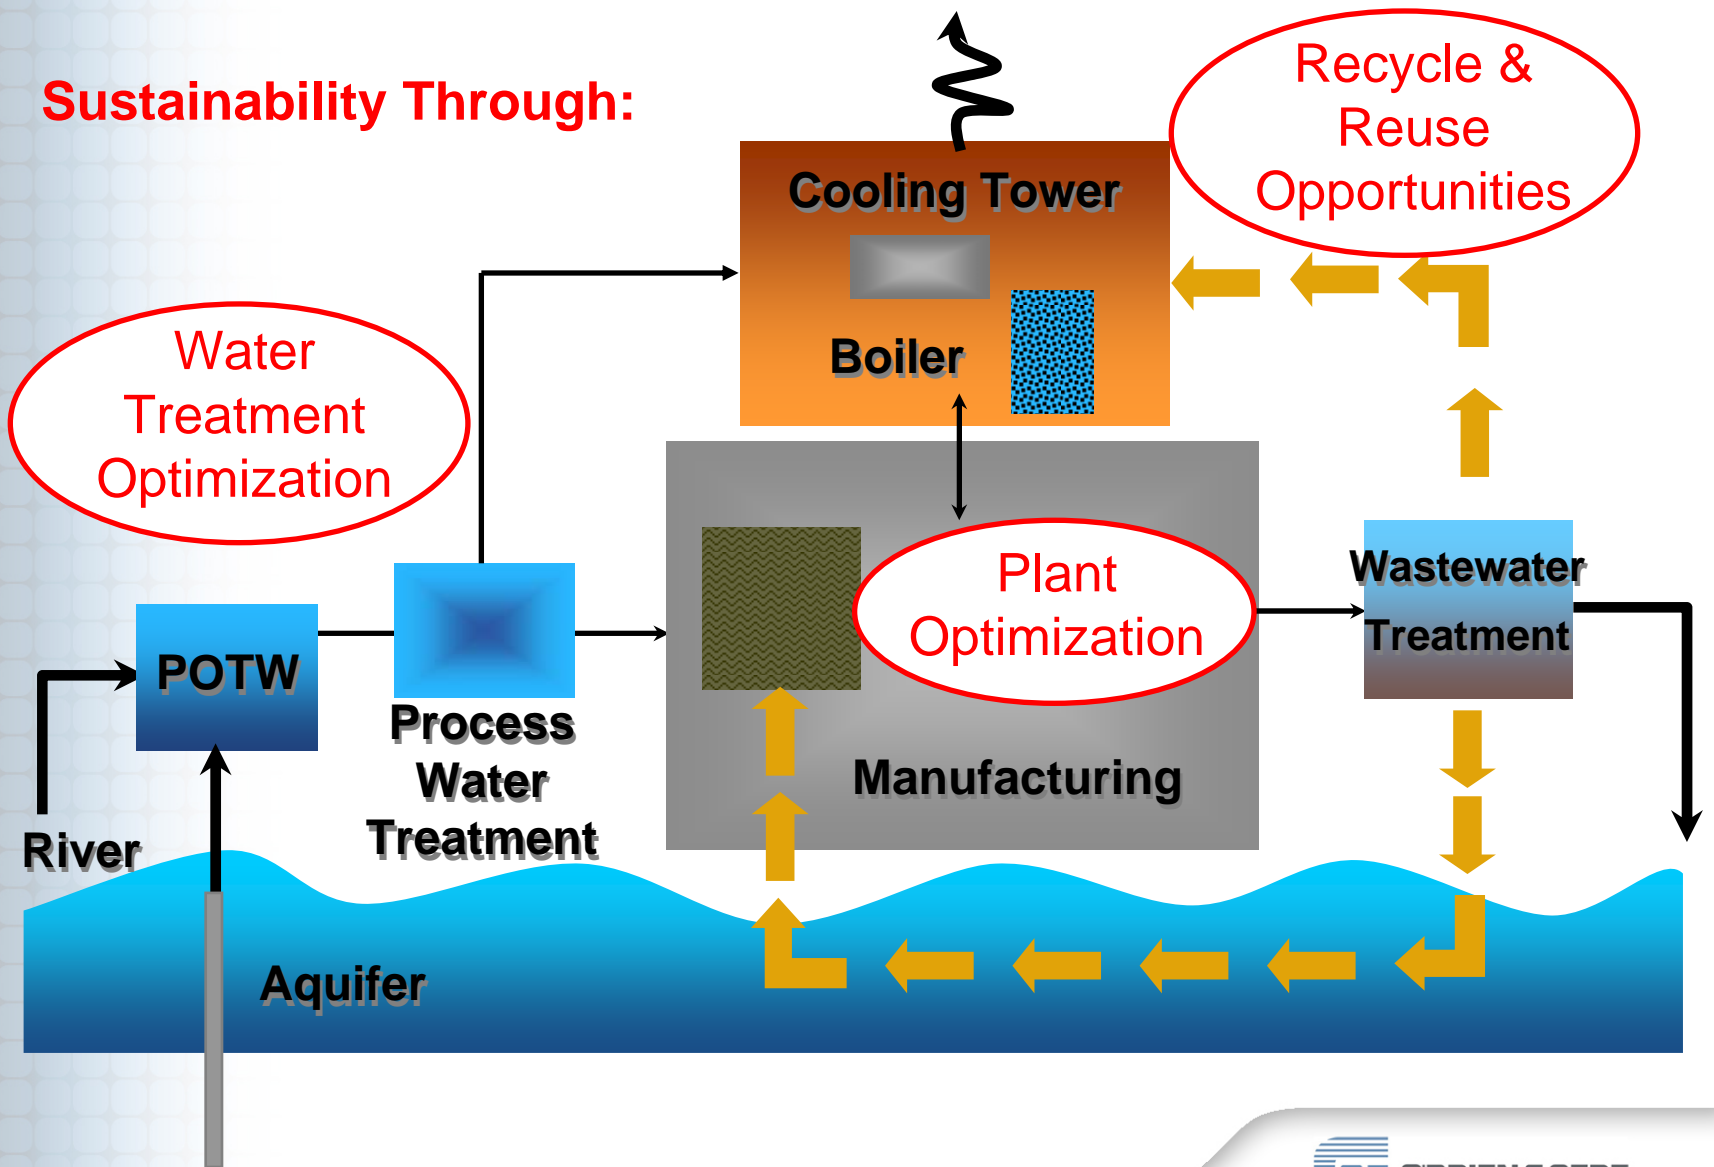 Sustainability Through:
Recycle &
Reuse
Opportunities
Cooling Tower
Boiler
Water
Treatment
Optimization
Plant
Optimization
Wastewater
Treatment
POTW
Process
Water
Treatment
Manufacturing
River
Aquifer